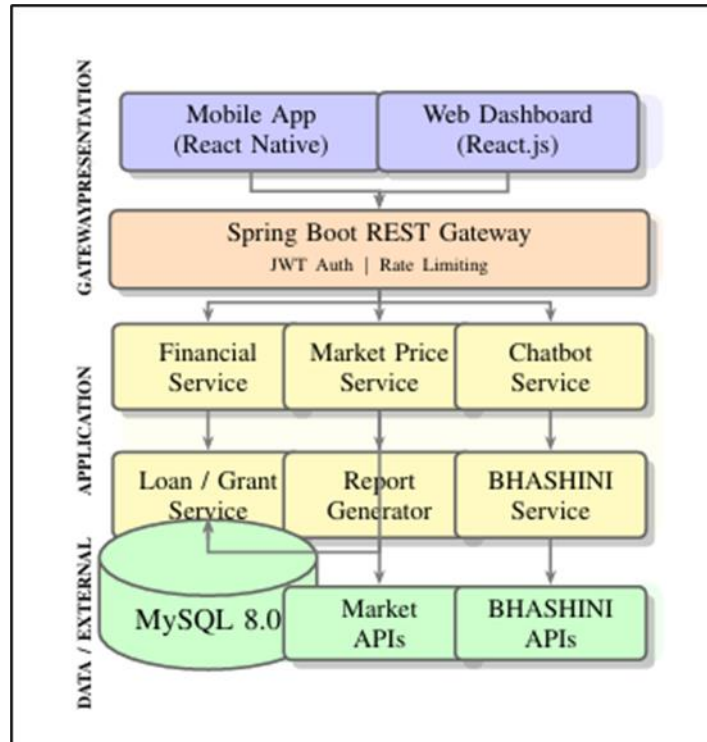 PRESENTATION
Mobile App
(React Native)
Web Dashboard
(React.js)
GATEWAY
Spring Boot REST Gateway
JWT Auth | Rate Limiting
APPLICATION
Financial
Service
Market Price
Service
Chatbot
Service
Loan / Grant
Service
Report
Generator
BHASHINI
Service
DATA / EXTERNAL
MySQL 8.0
Market
APIs
BHASHINI
APIs